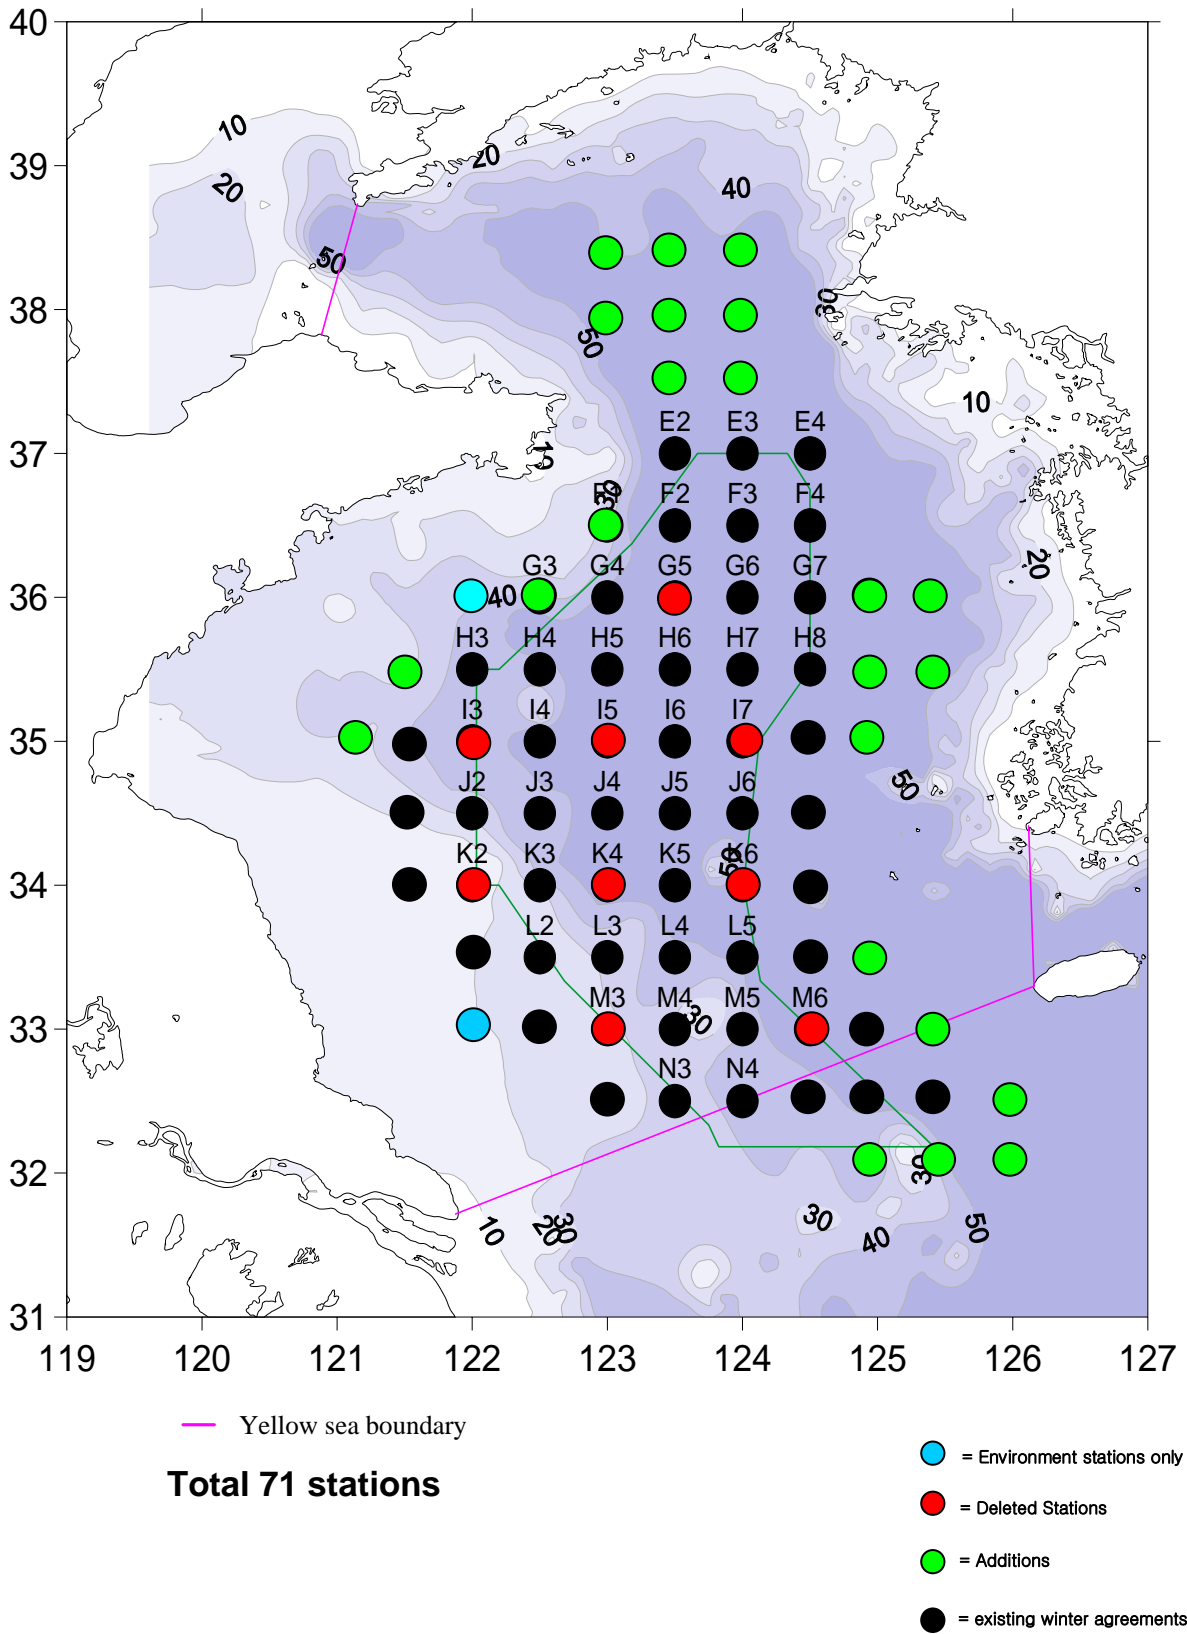 40
10
20
39
20
40
50
38
30
50
10
E2 E3 E4
37
10
30
F2 F3 F4
20
G3 G4 G5 G6 G7
36
40
H3 H4 H5 H6 H7 H8
I3 I4 I5 I6 I7
35
50
J2 J3 J4 J5 J6
K2 K3 K4 K5 K6
50
34
L2 L3 L4 L5
M3 M4 M5 M6
33
30
N3 N4
32
30
10 20 30 30 40 50
31
119 120 121 122 123 124 125 126 127
Yellow sea boundary
Total 71 stations
= Environment stations only
= Deleted Stations
= Additions
= existing winter agreements